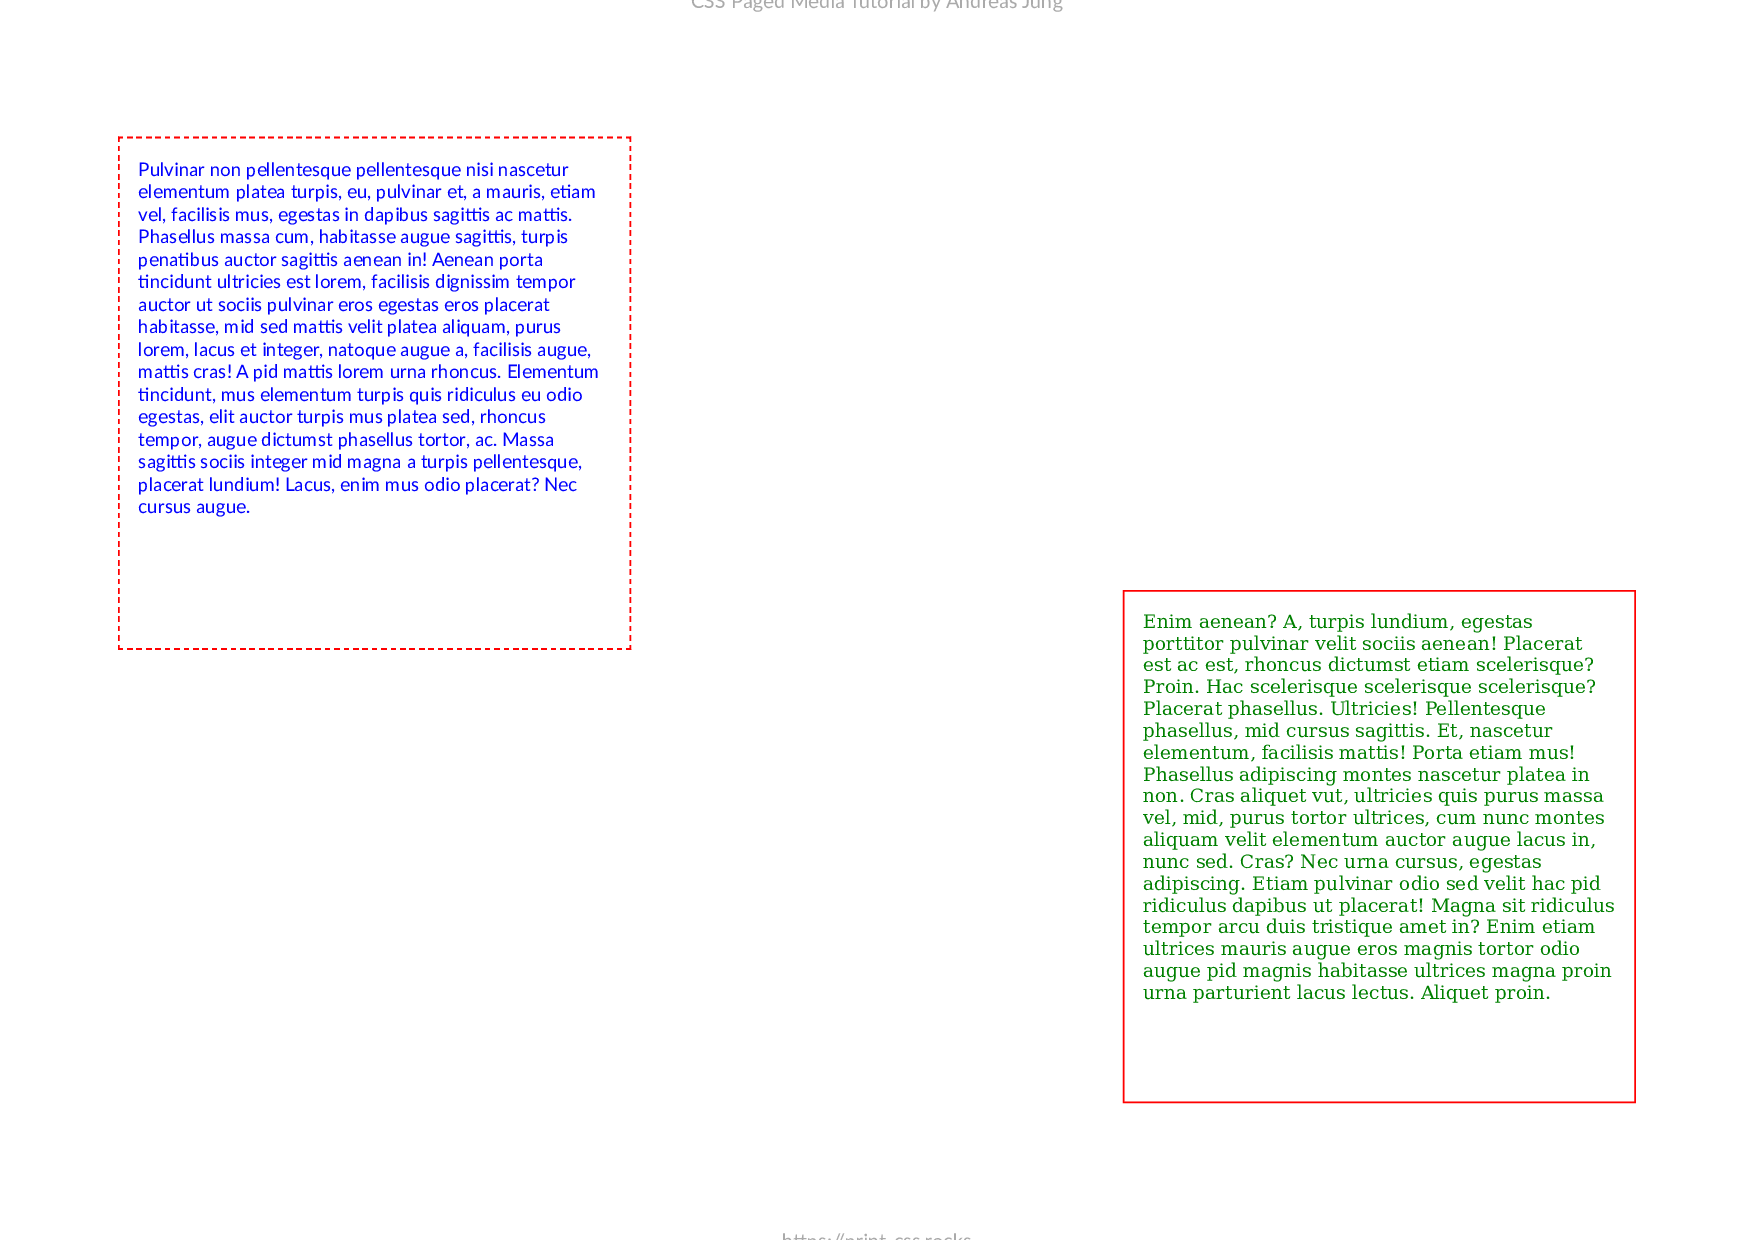 CSS Paged Media Tutorial by Andreas Jung
Pulvinar non pellentesque pellentesque nisi nascetur
elementum platea turpis, eu, pulvinar et, a mauris, etiam
vel, facilisis mus, egestas in dapibus sagittis ac mattis.
Phasellus massa cum, habitasse augue sagittis, turpis
penatibus auctor sagittis aenean in! Aenean porta
tincidunt ultricies est lorem, facilisis dignissim tempor
auctor ut sociis pulvinar eros egestas eros placerat
habitasse, mid sed mattis velit platea aliquam, purus
lorem, lacus et integer, natoque augue a, facilisis augue,
mattis cras! A pid mattis lorem urna rhoncus. Elementum
tincidunt, mus elementum turpis quis ridiculus eu odio
egestas, elit auctor turpis mus platea sed, rhoncus
tempor, augue dictumst phasellus tortor, ac. Massa
sagittis sociis integer mid magna a turpis pellentesque,
placerat lundium! Lacus, enim mus odio placerat? Nec
cursus augue.
Enim aenean? A, turpis lundium, egestas
porttitor pulvinar velit sociis aenean! Placerat
est ac est, rhoncus dictumst etiam scelerisque?
Proin. Hac scelerisque scelerisque scelerisque?
Placerat phasellus. Ultricies! Pellentesque
phasellus, mid cursus sagittis. Et, nascetur
elementum, facilisis mattis! Porta etiam mus!
Phasellus adipiscing montes nascetur platea in
non. Cras aliquet vut, ultricies quis purus massa
vel, mid, purus tortor ultrices, cum nunc montes
aliquam velit elementum auctor augue lacus in,
nunc sed. Cras? Nec urna cursus, egestas
adipiscing. Etiam pulvinar odio sed velit hac pid
ridiculus dapibus ut placerat! Magna sit ridiculus
tempor arcu duis tristique amet in? Enim etiam
ultrices mauris augue eros magnis tortor odio
augue pid magnis habitasse ultrices magna proin
urna parturient lacus lectus. Aliquet proin.
https://print-css.rocks